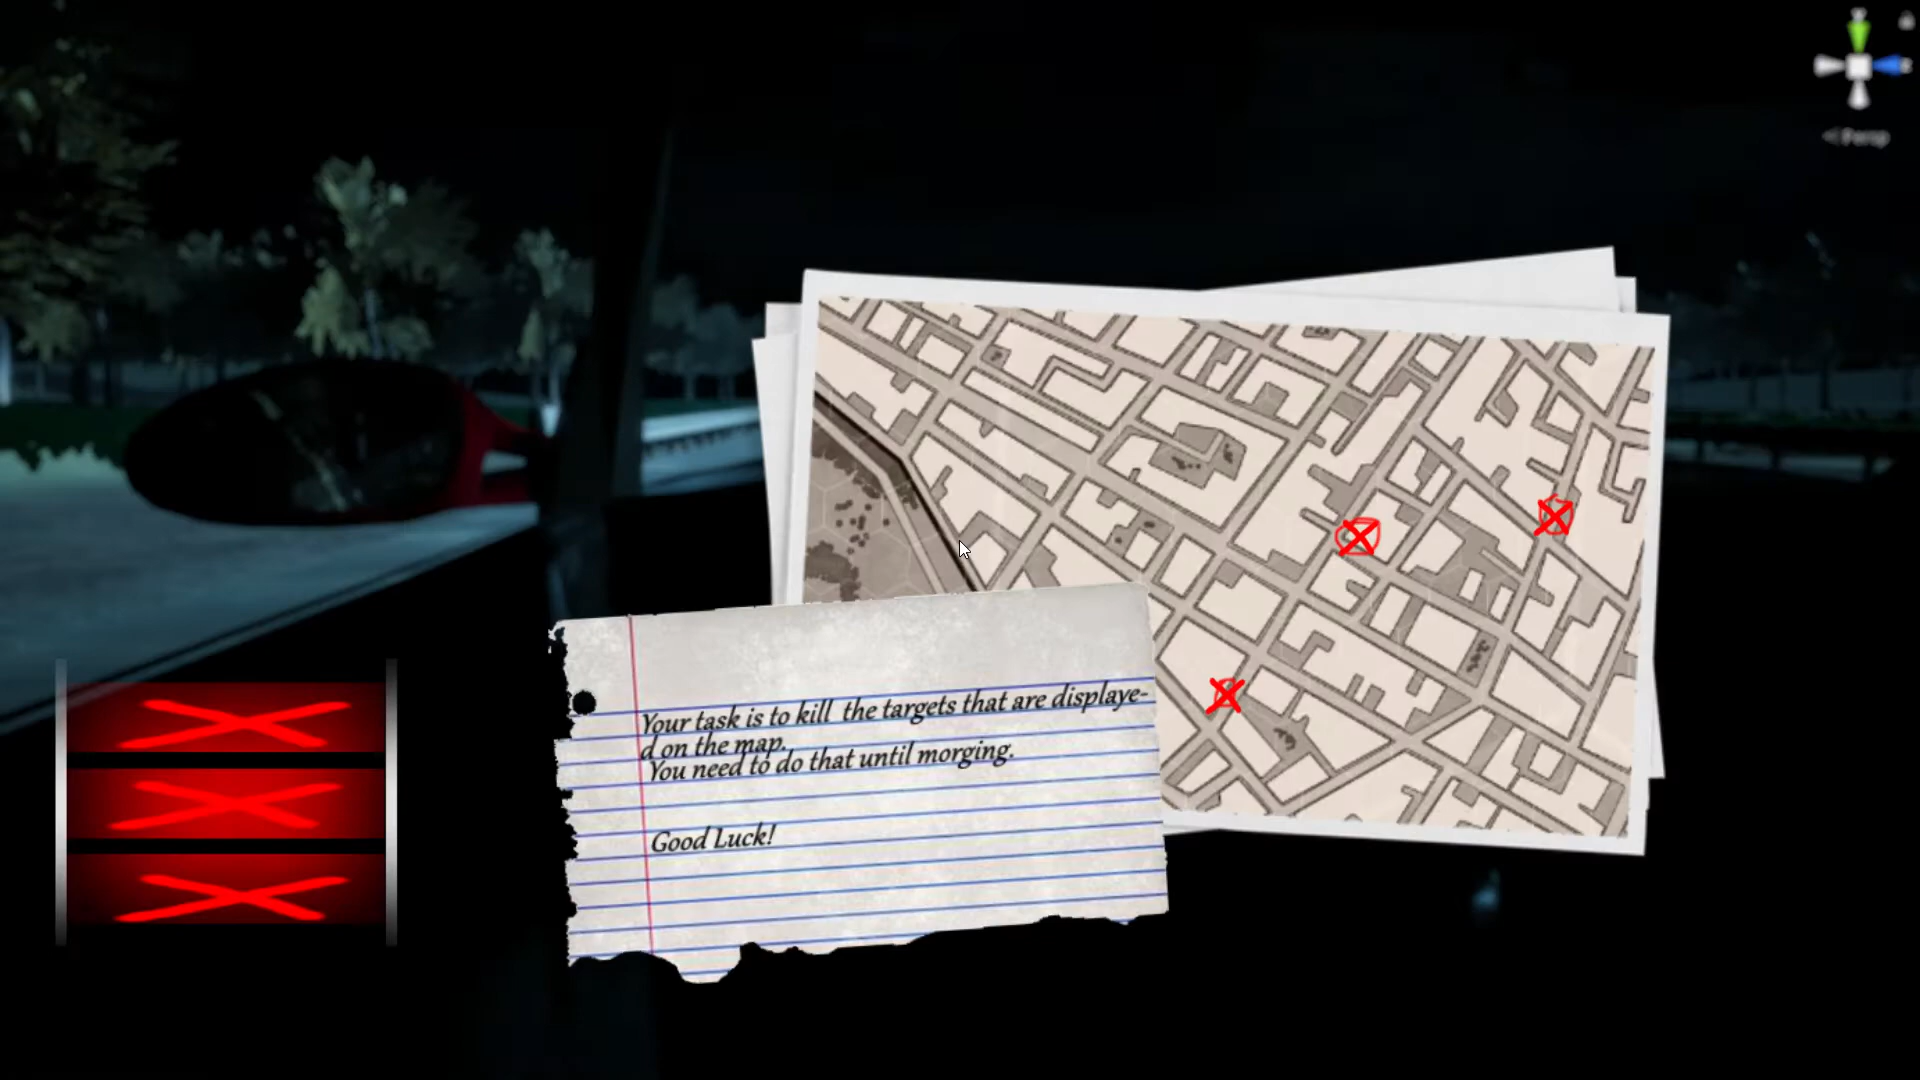 <Persp
Your task is to kill the targets that are displaye-
d on the map.
You need to do that until morging.
Good Luck!